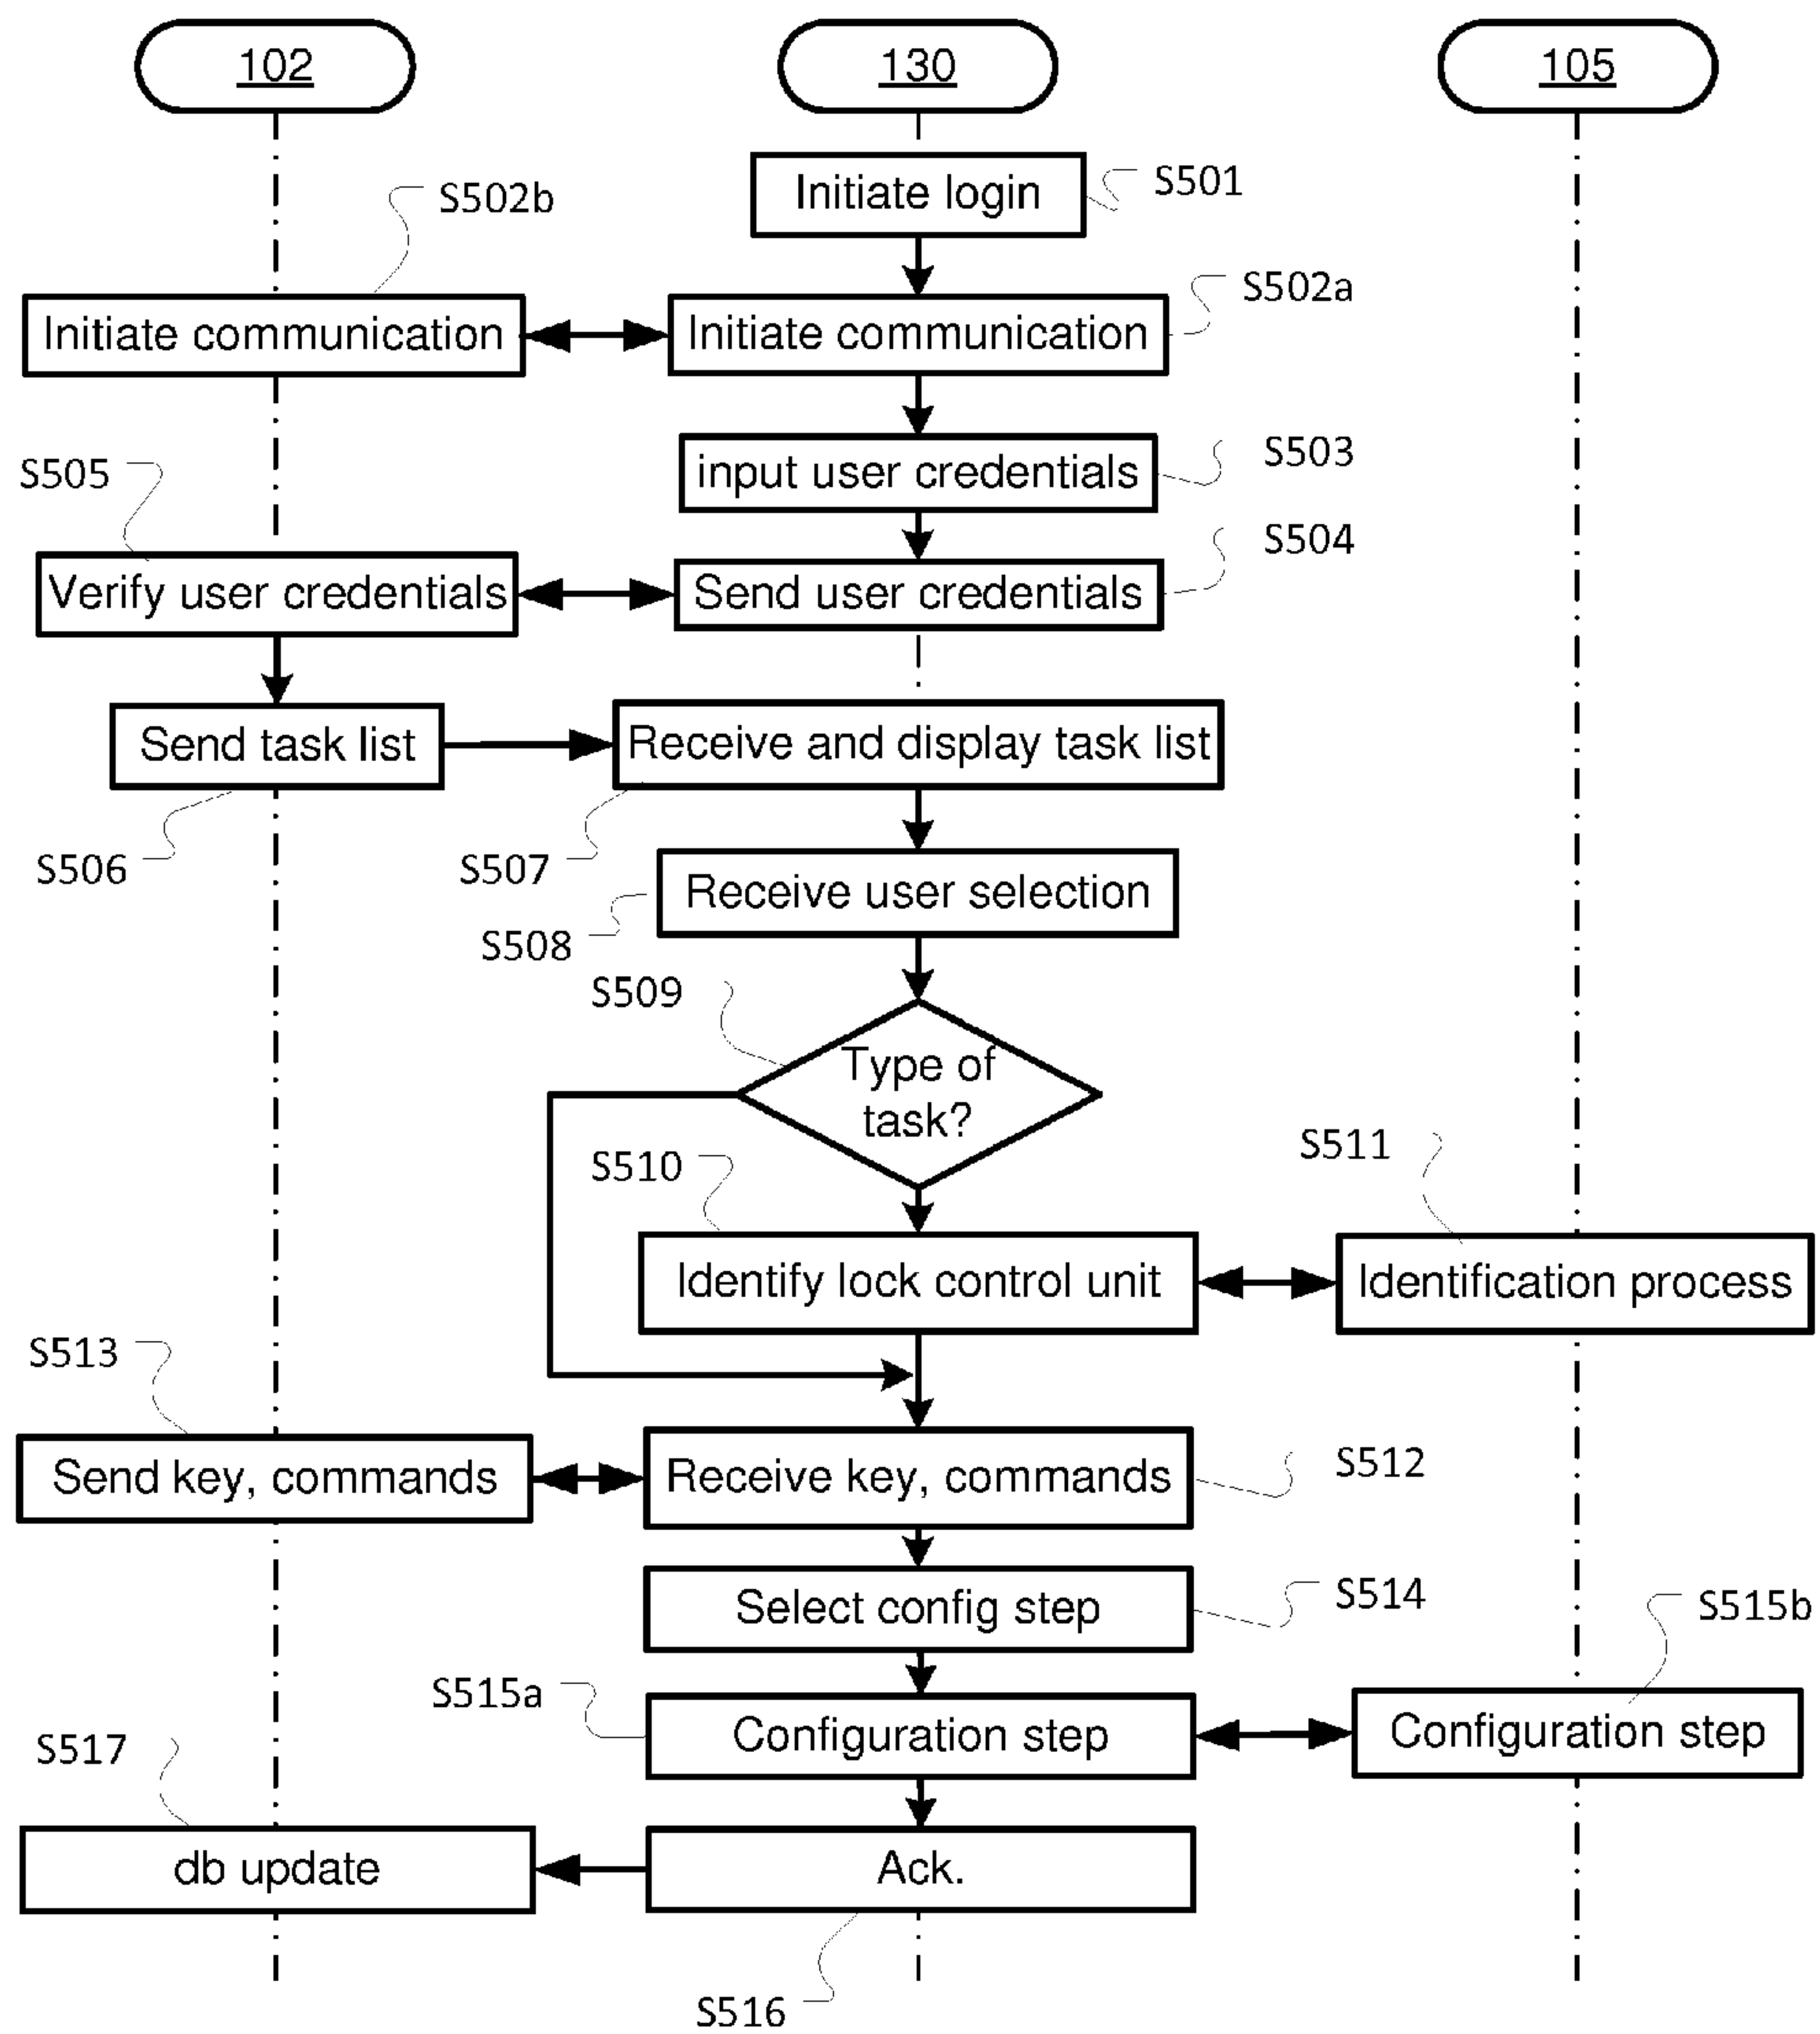 102
130
105
Initiate login
S501
S502b
S502a
Initiate communication
Initiate communication
S503
input user credentials
S505
S504
Verify user credentials
Send user credentials
Send task list
Receive and display task list
S506
S507
Receive user selection
S508
S509
Type of
task?
S510
S511
Identify lock control unit
Identification process
S513
S512
Send key, commands
Receive key, commands
S514
Select config step
S515b
S515a
Configuration step
Configuration step
S517
db update
Ack.
S516